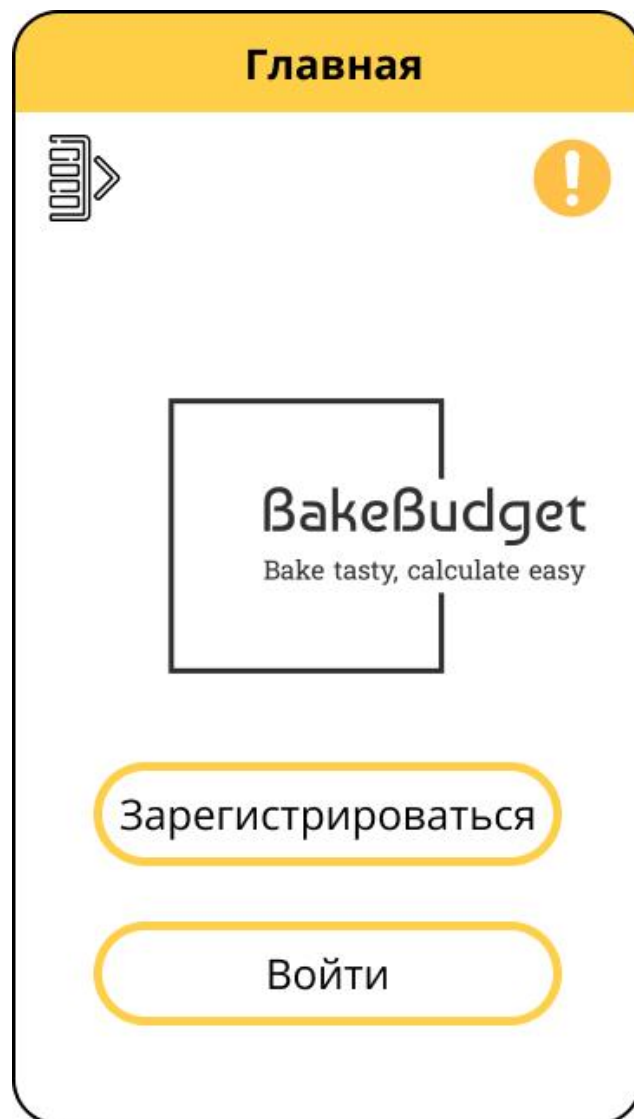 Главная
BakeBudget
Bake tasty, calculate easy
Зарегистрироваться
Войти